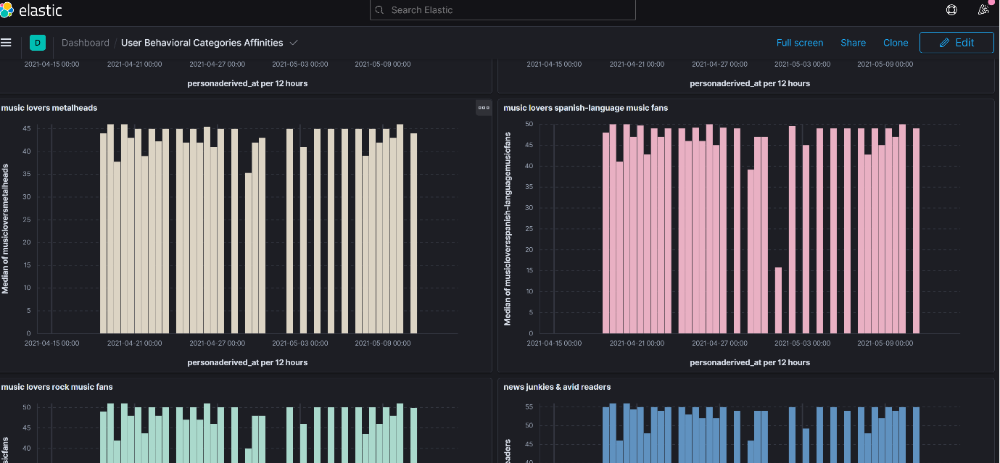 elastic
Search Elastic
D
Dashboard / User Behavioral Categories Affinities
Full screen
Share
Clone
Edit
2021-04-15 00:00 2021-04-21 00:00 2021-04-27 00:00 2021-05-03 00:00 2021-05-09 00:00
personaderived_at per 12 hours
2021-04-15 00:00 2021-04-21 00:00 2021-04-27 00:00 2021-05-03 00:00 2021-05-09 00:00
personaderived_at per 12 hours
music lovers metalheads
Median of musicloversmetalheads
45
40
35
30
25
20
15
10
5
0
2021-04-15 00:00 2021-04-21 00:00 2021-04-27 00:00 2021-05-03 00:00 2021-05-09 00:00
personaderived_at per 12 hours
music lovers spanish-language music fans
Median of musicloversspanish-languagemusicfans
50
45
40
35
30
25
20
15
10
5
0
2021-04-15 00:00 2021-04-21 00:00 2021-04-27 00:00 2021-05-03 00:00 2021-05-09 00:00
personaderived_at per 12 hours
music lovers rock music fans
sicfans
50
45
40
news junkies & avid readers
eaders
55
50
45
40